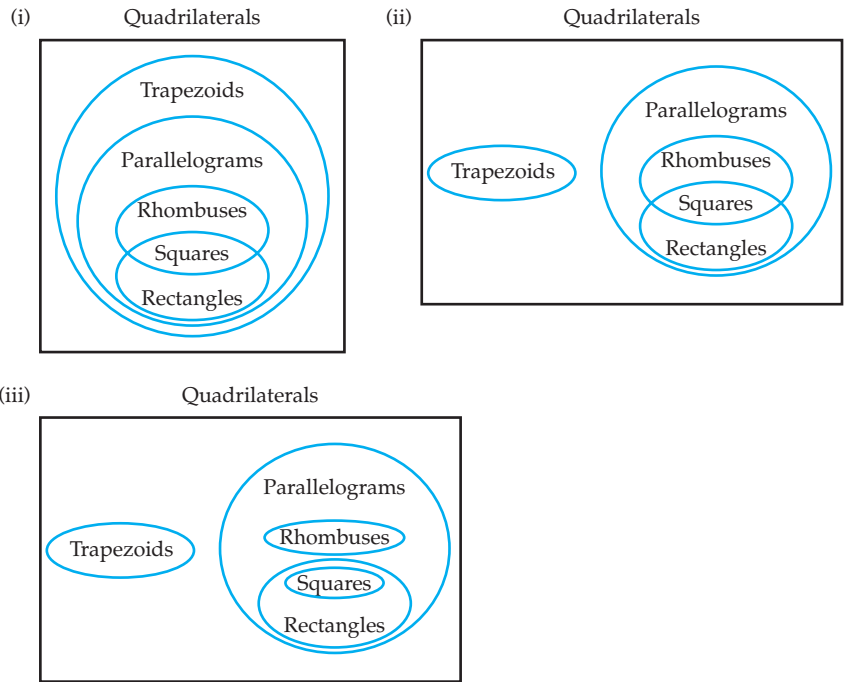 (i) Quadrilaterals
Trapezoids
Parallelograms
Rhombuses
Squares
Rectangles
(ii) Quadrilaterals
Trapezoids
Parallelograms
Rhombuses
Squares
Rectangles
(iii) Quadrilaterals
Trapezoids
Parallelograms
Rhombuses
Squares
Rectangles